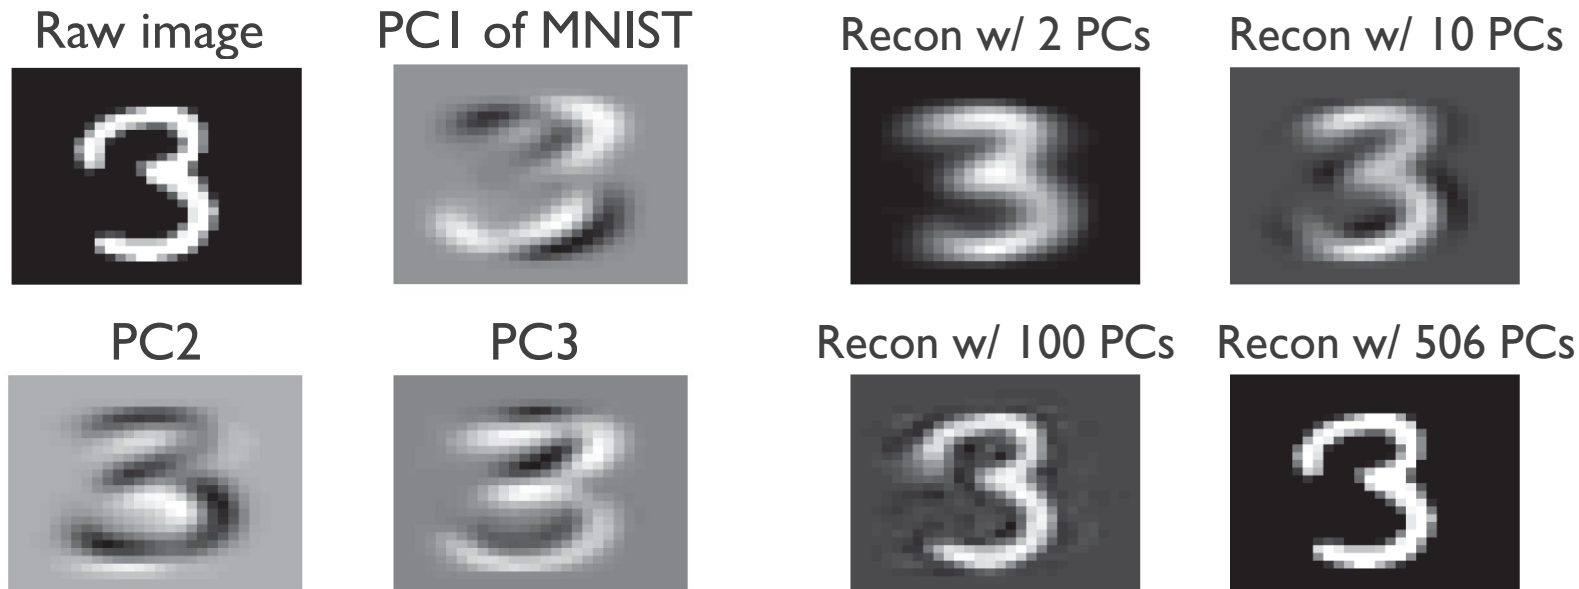 Raw image
PC1 of MNIST
Recon w/ 2 PCs
Recon w/ 10 PCs
PC2
PC3
Recon w/ 100 PCs
Recon w/ 506 PCs